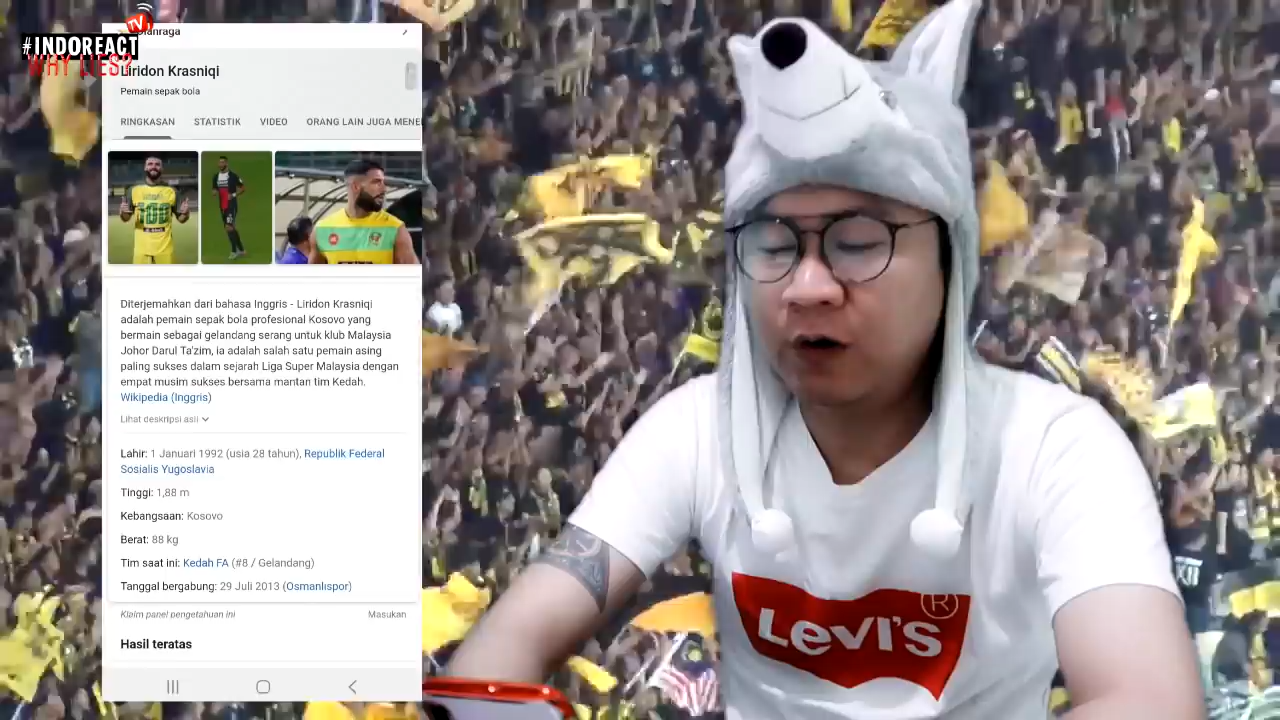 TV
#INDOREACT
WHY LIES?
Liridon Krasniqi
Pemain sepak bola
RINGKASAN STATISTIK VIDEO ORANG LAIN JUGA MENE
Diterjemahkan dari bahasa Inggris - Liridon Krasniqi
adalah pemain sepak bola profesional Kosovo yang
bermain sebagai gelandang serang untuk klub Malaysia
Johor Darul Ta'zim, ia adalah salah satu pemain asing
paling sukses dalam sejarah Liga Super Malaysia dengan
empat musim sukses bersama mantan tim Kedah.
Wikipedia (Inggris)
Lihat deskripsi asli
Lahir: 1 Januari 1992 (usia 28 tahun), Republik Federal
Sosialis Yugoslavia
Tinggi: 1,88 m
Kebangsaan: Kosovo
Berat: 88 kg
Tim saat ini: Kedah FA (#8 / Gelandang)
Tanggal bergabung: 29 Juli 2013 (Osmanlıspor)
Klaim panel pengetahuan ini Masukan
Hasil teratas
Levi's ®